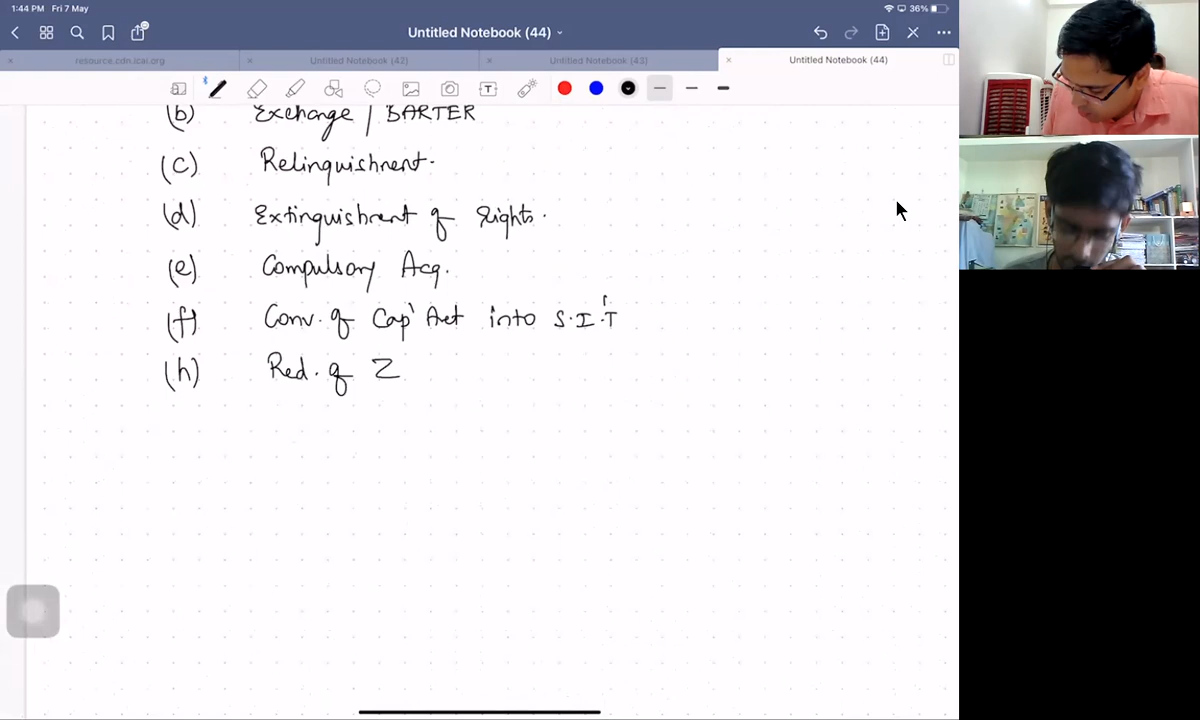 1:44 PM Fri 7 May
36%
Untitled Notebook (44)
resource.cdn.icai.org
Untitled Notebook (42)
Untitled Notebook (43)
Untitled Notebook (44)
(b) Exchange / BARTER
(c) Relinquishment.
(d) Extinguishment of rights.
(e) Compulsory Acq.
(f) Conv. of Cap' Aet into S.I.T
(h) Red. of Z